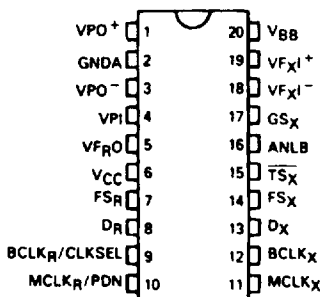 VPO+ 1 20 VBB
GNDA 2 19 VFXI+
VPO− 3 18 VFXI−
VPI 4 17 GSX
VFRO 5 16 ANLB
VCC 6 15 TSX
FSR 7 14 FSX
DR 8 13 DX
BCLKR/CLKSEL 9 12 BCLKX
MCLKR/PDN 10 11 MCLKX